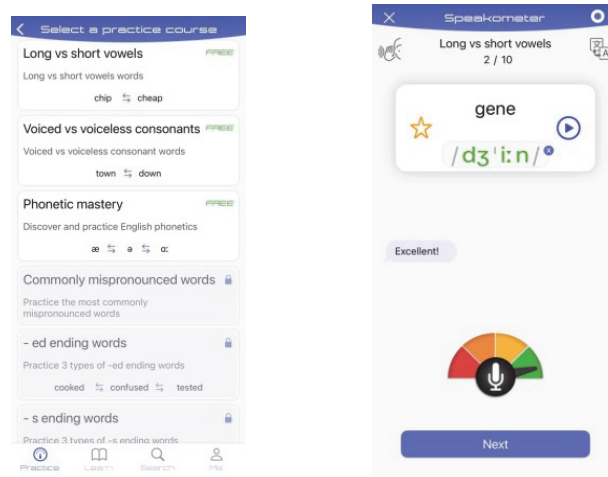 Select a practice course
Long vs short vowels FREE
Long vs short vowels words
chip ⇆ cheap
Voiced vs voiceless consonants FREE
Voiced vs voiceless consonant words
town ⇆ down
Phonetic mastery FREE
Discover and practice English phonetics
æ ⇆ ə ⇆ ɑ:
Commonly mispronounced words
Practice the most commonly
mispronounced words
- ed ending words
Practice 3 types of -ed ending words
cooked ⇆ confused ⇆ tested
- s ending words
Practice 3 types of -s ending words
Practice Learn Search Me
Speakometer
Long vs short vowels
2 / 10
gene
/dʒˈiːn/
Excellent!
Next